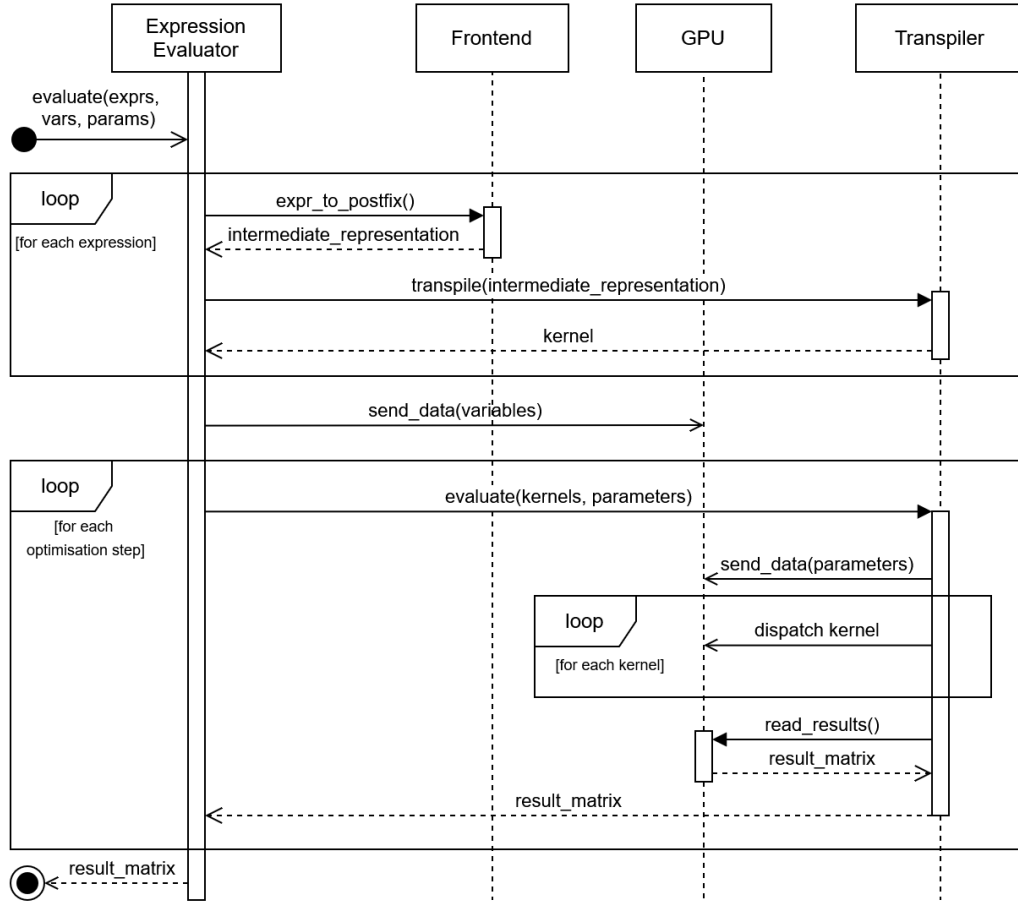 Expression
Evaluator
Frontend
GPU
Transpiler
evaluate(exprs,
vars, params)
loop
[for each expression]
expr_to_postfix()
intermediate_representation
transpile(intermediate_representation)
kernel
send_data(variables)
loop
[for each
optimisation step]
evaluate(kernels, parameters)
send_data(parameters)
loop
[for each kernel]
dispatch kernel
read_results()
result_matrix
result_matrix
result_matrix